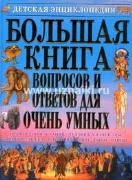 ДЕТСКАЯ ЭНЦИКЛОПЕДИЯ
БОЛЬШАЯ
КНИГА
ВОПРОСОВ И
ОТВЕТОВ ДЛЯ
ОЧЕНЬ УМНЫХ